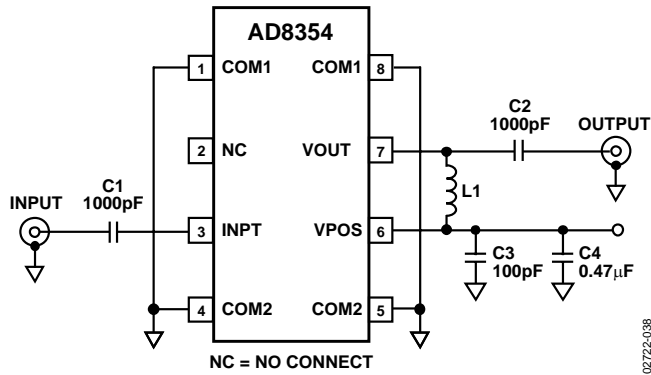 AD8354
1 COM1 COM1 8
2 NC VOUT 7
3 INPT VPOS 6
4 COM2 COM2 5
INPUT
C1
1000pF
C2
1000pF
OUTPUT
L1
C3
100pF
C4
0.47μF
NC = NO CONNECT
02722-038